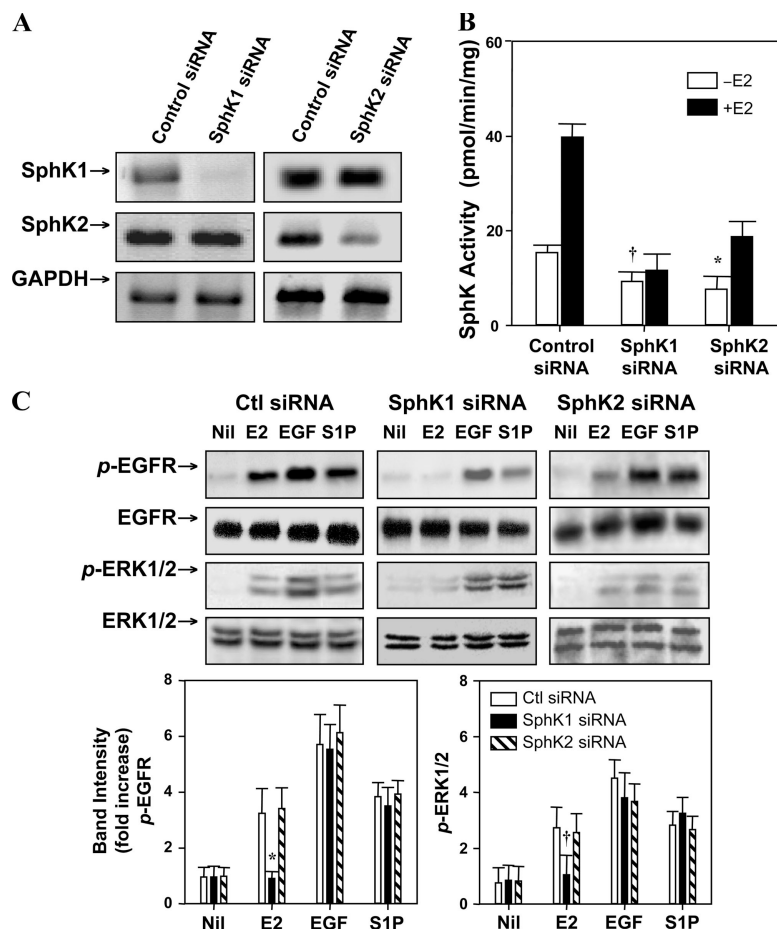 A
Control siRNA
SphK1 siRNA
Control siRNA
SphK2 siRNA
SphK1→
SphK2→
GAPDH→
B
SphK Activity (pmol/min/mg)
60
40
20
0
–E2
+E2
†
*
Control siRNA
SphK1 siRNA
SphK2 siRNA
C
Ctl siRNA SphK1 siRNA SphK2 siRNA
Nil E2 EGF S1P Nil E2 EGF S1P Nil E2 EGF S1P
p-EGFR→
EGFR→
p-ERK1/2→
ERK1/2→
Band Intensity
(fold increase)
p-EGFR
8
6
4
2
0
*
Nil E2 EGF S1P
p-ERK1/2
8
6
4
2
0
Ctl siRNA
SphK1 siRNA
SphK2 siRNA
†
Nil E2 EGF S1P